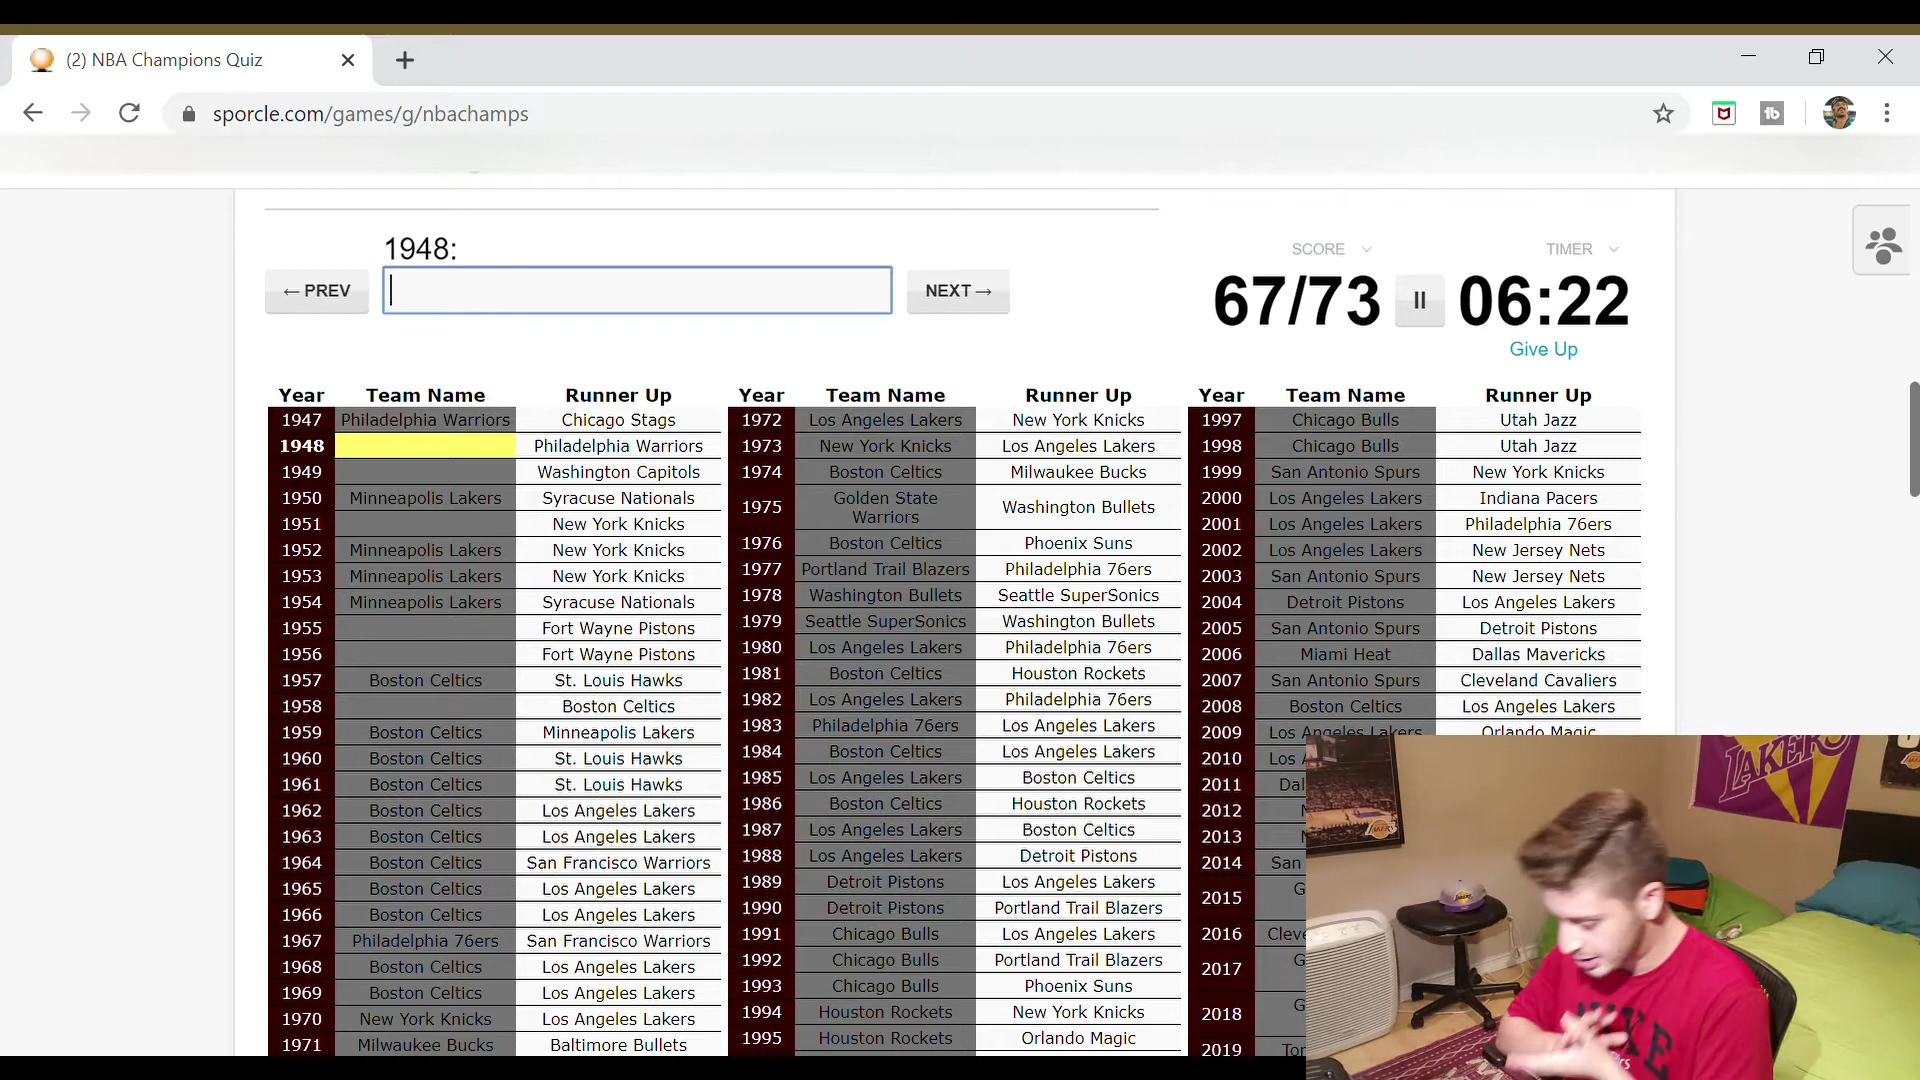 (2) NBA Champions Quiz
sporcle.com/games/g/nbachamps
1948:
← PREV
NEXT →
SCORE
TIMER
67/73
06:22
Give Up
Year Team Name Runner Up
1947 Philadelphia Warriors Chicago Stags
1948 Philadelphia Warriors
1949 Washington Capitols
1950 Minneapolis Lakers Syracuse Nationals
1951 New York Knicks
1952 Minneapolis Lakers New York Knicks
1953 Minneapolis Lakers New York Knicks
1954 Minneapolis Lakers Syracuse Nationals
1955 Fort Wayne Pistons
1956 Fort Wayne Pistons
1957 Boston Celtics St. Louis Hawks
1958 Boston Celtics
1959 Boston Celtics Minneapolis Lakers
1960 Boston Celtics St. Louis Hawks
1961 Boston Celtics St. Louis Hawks
1962 Boston Celtics Los Angeles Lakers
1963 Boston Celtics Los Angeles Lakers
1964 Boston Celtics San Francisco Warriors
1965 Boston Celtics Los Angeles Lakers
1966 Boston Celtics Los Angeles Lakers
1967 Philadelphia 76ers San Francisco Warriors
1968 Boston Celtics Los Angeles Lakers
1969 Boston Celtics Los Angeles Lakers
1970 New York Knicks Los Angeles Lakers
1971 Milwaukee Bucks Baltimore Bullets
Year Team Name Runner Up
1972 Los Angeles Lakers New York Knicks
1973 New York Knicks Los Angeles Lakers
1974 Boston Celtics Milwaukee Bucks
1975 Golden State Warriors Washington Bullets
1976 Boston Celtics Phoenix Suns
1977 Portland Trail Blazers Philadelphia 76ers
1978 Washington Bullets Seattle SuperSonics
1979 Seattle SuperSonics Washington Bullets
1980 Los Angeles Lakers Philadelphia 76ers
1981 Boston Celtics Houston Rockets
1982 Los Angeles Lakers Philadelphia 76ers
1983 Philadelphia 76ers Los Angeles Lakers
1984 Boston Celtics Los Angeles Lakers
1985 Los Angeles Lakers Boston Celtics
1986 Boston Celtics Houston Rockets
1987 Los Angeles Lakers Boston Celtics
1988 Los Angeles Lakers Detroit Pistons
1989 Detroit Pistons Los Angeles Lakers
1990 Detroit Pistons Portland Trail Blazers
1991 Chicago Bulls Los Angeles Lakers
1992 Chicago Bulls Portland Trail Blazers
1993 Chicago Bulls Phoenix Suns
1994 Houston Rockets New York Knicks
1995 Houston Rockets Orlando Magic
Year Team Name Runner Up
1997 Chicago Bulls Utah Jazz
1998 Chicago Bulls Utah Jazz
1999 San Antonio Spurs New York Knicks
2000 Los Angeles Lakers Indiana Pacers
2001 Los Angeles Lakers Philadelphia 76ers
2002 Los Angeles Lakers New Jersey Nets
2003 San Antonio Spurs New Jersey Nets
2004 Detroit Pistons Los Angeles Lakers
2005 San Antonio Spurs Detroit Pistons
2006 Miami Heat Dallas Mavericks
2007 San Antonio Spurs Cleveland Cavaliers
2008 Boston Celtics Los Angeles Lakers
2009 Los Angeles Lakers Orlando Magic
2010 Los
2011 Dal
2012
2013
2014 San
2015 G
2016 Cleve
2017 G
2018 G
2019 Tor
LAKERS